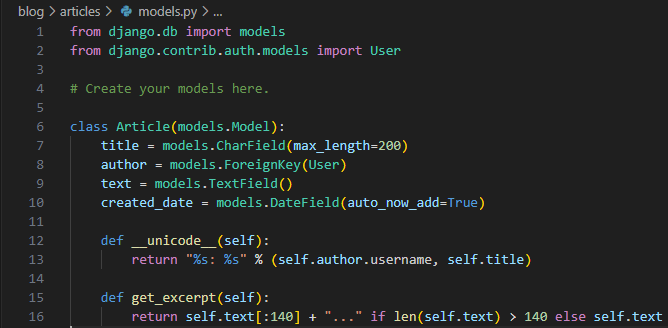 blog > articles > models.py > ...
1 from django.db import models
2 from django.contrib.auth.models import User
3
4 # Create your models here.
5
6 class Article(models.Model):
7     title = models.CharField(max_length=200)
8     author = models.ForeignKey(User)
9     text = models.TextField()
10     created_date = models.DateField(auto_now_add=True)
11
12     def __unicode__(self):
13         return "%s: %s" % (self.author.username, self.title)
14
15     def get_excerpt(self):
16         return self.text[:140] + "..." if len(self.text) > 140 else self.text